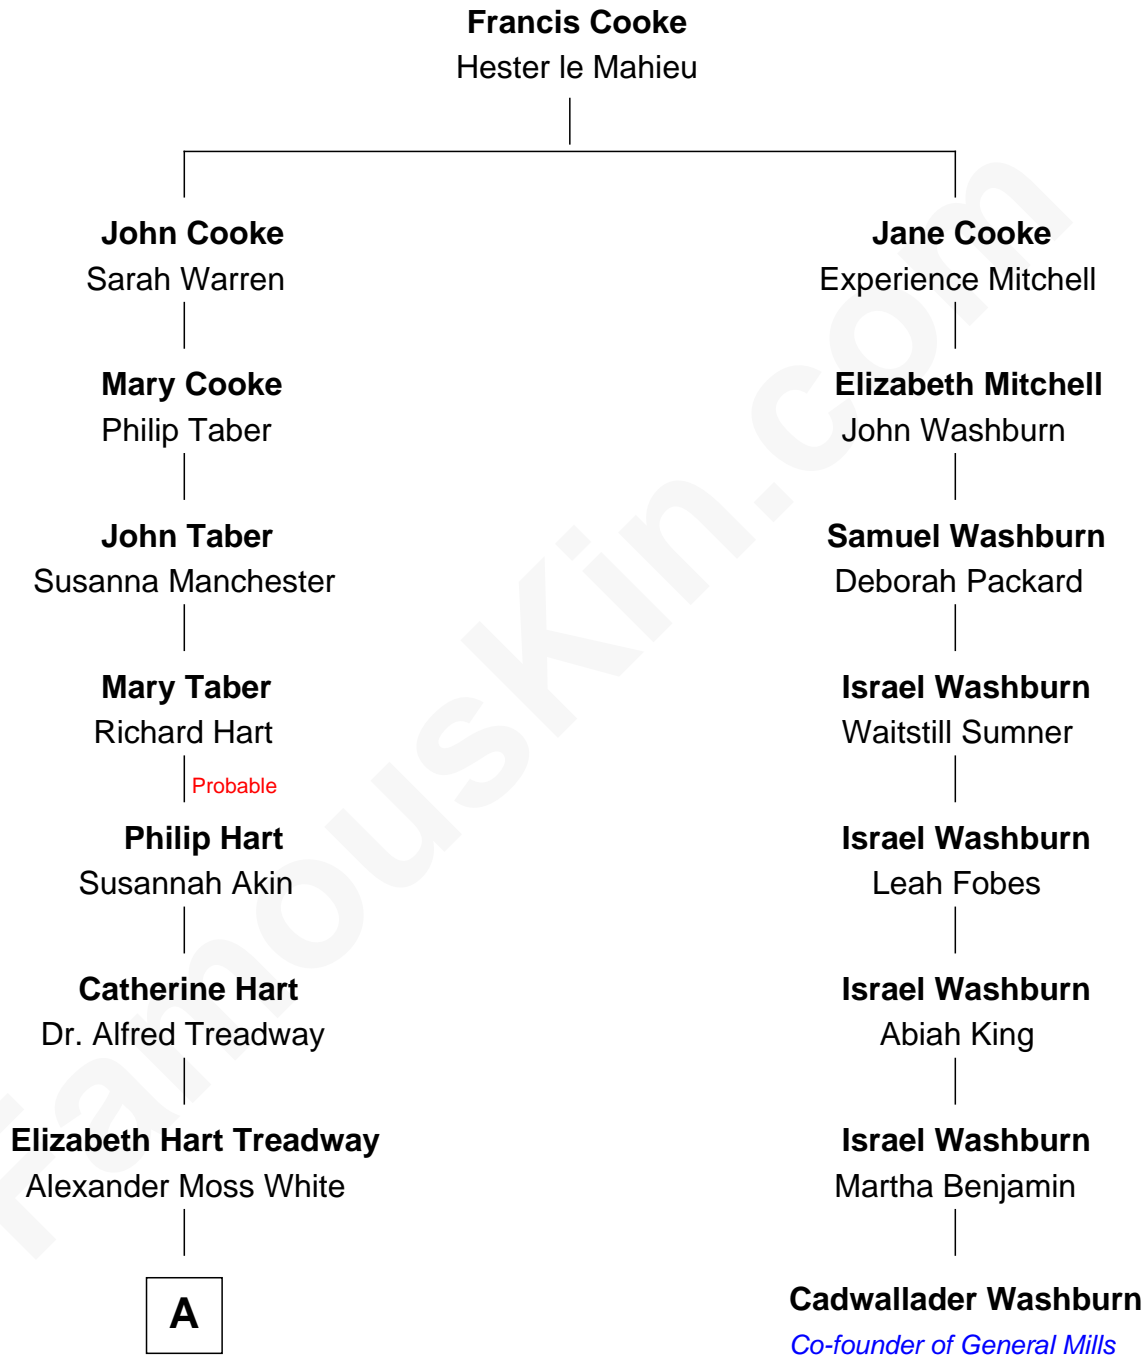 Francis Cooke
Hester le Mahieu
John Cooke
Sarah Warren
Jane Cooke
Experience Mitchell
Mary Cooke
Philip Taber
Elizabeth Mitchell
John Washburn
John Taber
Susanna Manchester
Samuel Washburn
Deborah Packard
Mary Taber
Richard Hart
Israel Washburn
Waitstill Sumner
Probable
Philip Hart
Susannah Akin
Israel Washburn
Leah Fobes
Catherine Hart
Dr. Alfred Treadway
Israel Washburn
Abiah King
Elizabeth Hart Treadway
Alexander Moss White
Israel Washburn
Martha Benjamin
A
Cadwallader Washburn
Co-founder of General Mills
FamousKin.com